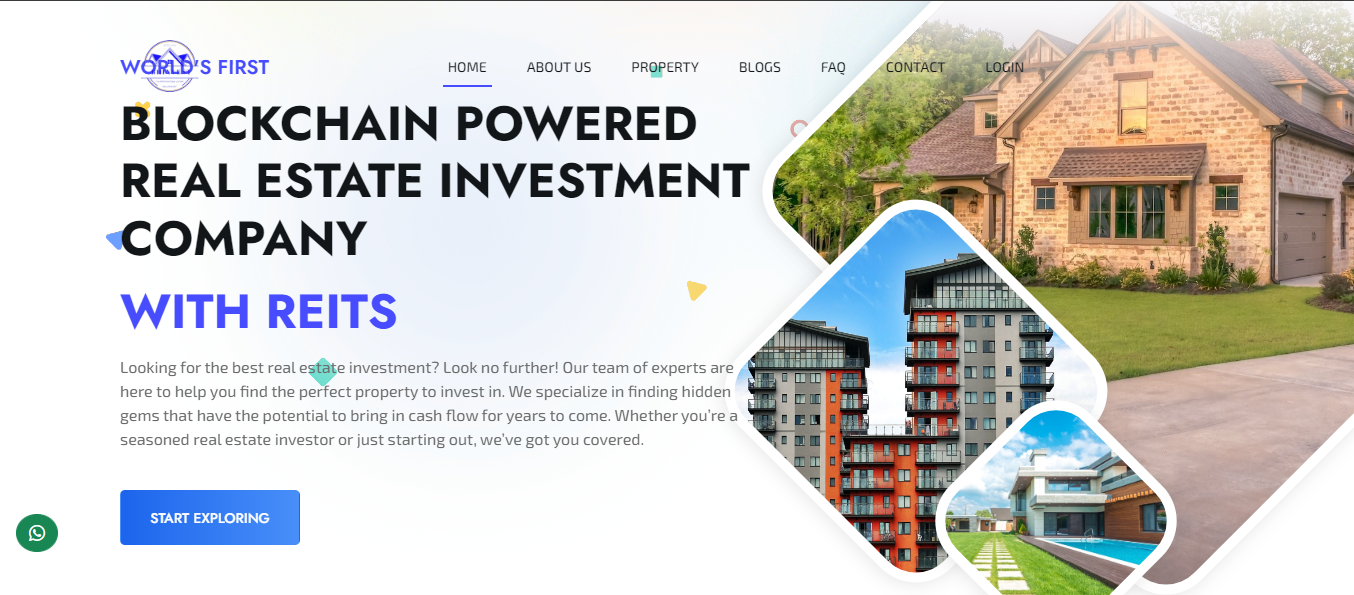 WORLD'S FIRST
HOME ABOUT US PROPERTY BLOGS FAQ CONTACT LOGIN
BLOCKCHAIN POWERED
REAL ESTATE INVESTMENT
COMPANY
WITH REITS
Looking for the best real estate investment? Look no further! Our team of experts are
here to help you find the perfect property to invest in. We specialize in finding hidden
gems that have the potential to bring in cash flow for years to come. Whether you're a
seasoned real estate investor or just starting out, we've got you covered.
START EXPLORING